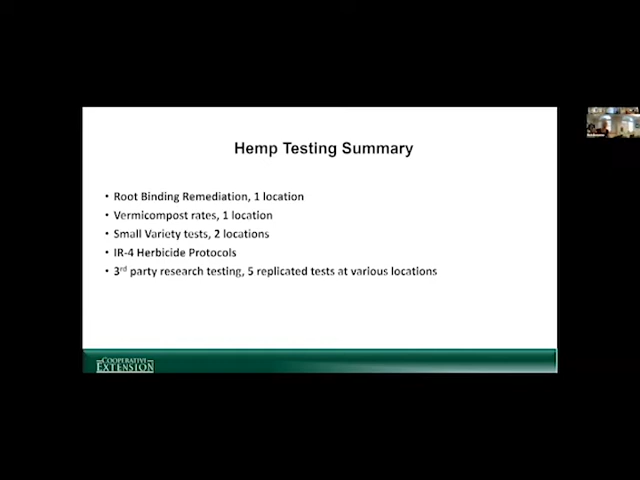 Hemp Testing Summary
• Root Binding Remediation, 1 location
• Vermicompost rates, 1 location
• Small Variety tests, 2 locations
• IR-4 Herbicide Protocols
• 3rd party research testing, 5 replicated tests at various locations
COOPERATIVE
EXTENSION